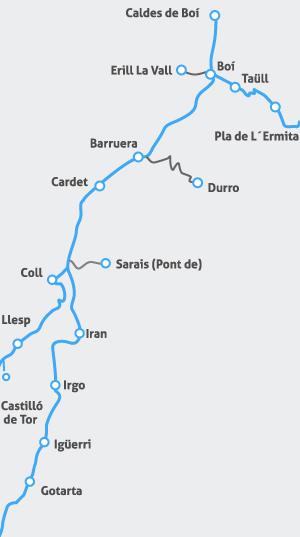 Caldes de Boí
Erill La Vall
Boí
Taüll
Pla de L´Ermita
Barruera
Cardet
Durro
Sarais (Pont de)
Coll
Llesp
Iran
Irgo
Castilló
de Tor
Igüerri
Gotarta